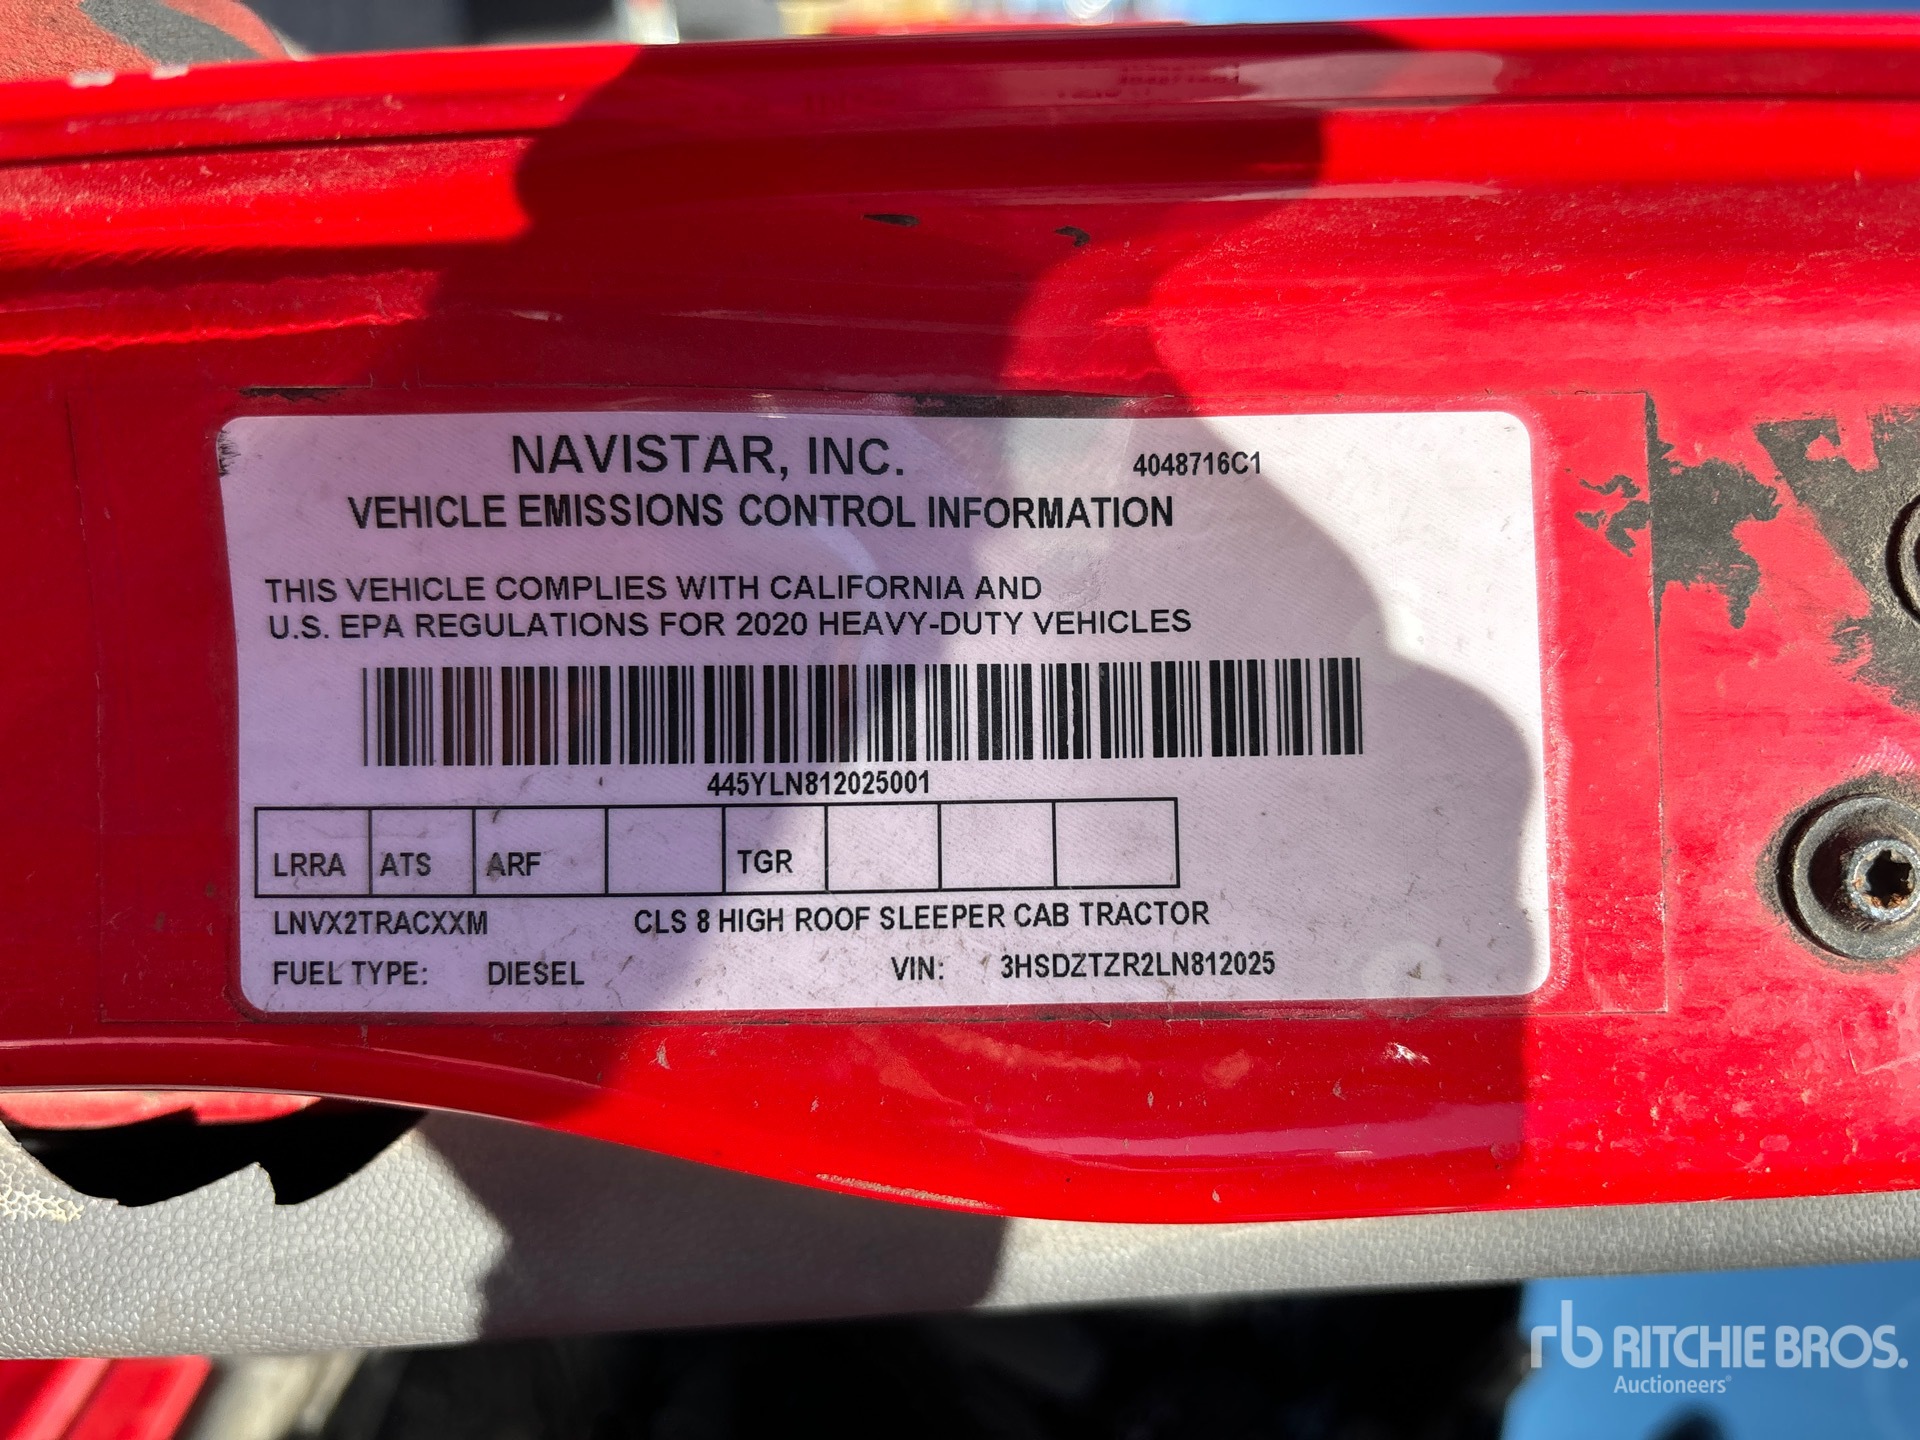 NAVISTAR, INC. 4048716C1
VEHICLE EMISSIONS CONTROL INFORMATION
THIS VEHICLE COMPLIES WITH CALIFORNIA AND
U.S. EPA REGULATIONS FOR 2020 HEAVY-DUTY VEHICLES
445YLN812025001
LRRA ATS ARF TGR
LNVX2TRACXXM CLS 8 HIGH ROOF SLEEPER CAB TRACTOR
FUEL TYPE: DIESEL VIN: 3HSDZTZR2LN812025
rb RITCHIE BROS.
Auctioneers